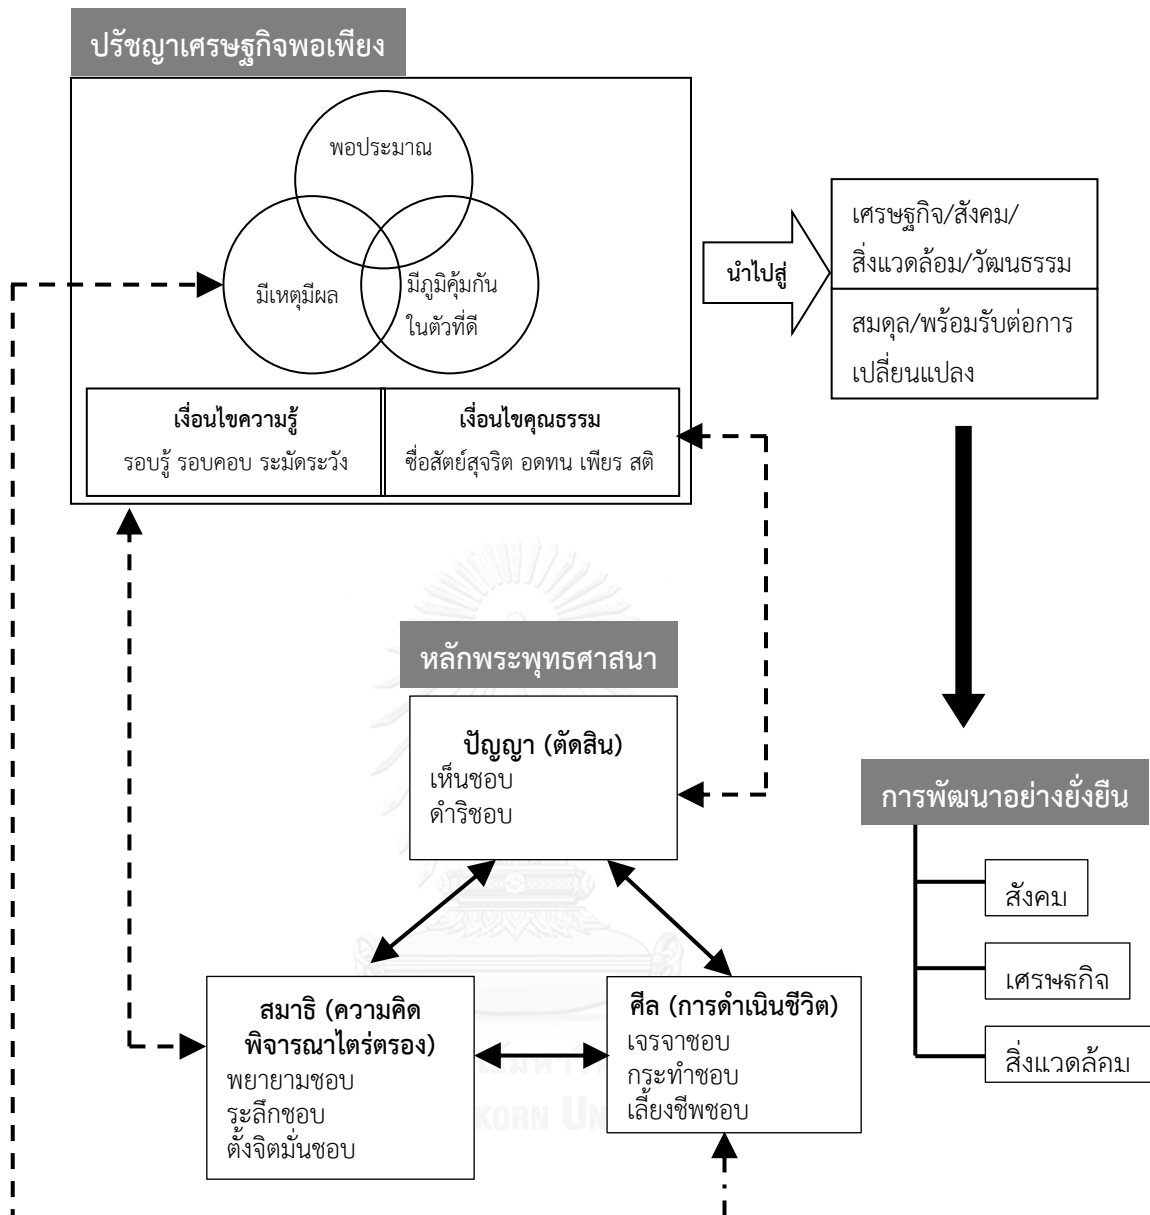 ปรัชญาเศรษฐกิจพอเพียง
พอประมาณ
มีเหตุมีผล
มีภูมิคุ้มกัน
ในตัวที่ดี
เงื่อนไขความรู้
รอบรู้ รอบคอบ ระมัดระวัง
เงื่อนไขคุณธรรม
ซื่อสัตย์สุจริต อดทน เพียร สติ
นำไปสู่
เศรษฐกิจ/สังคม/
สิ่งแวดล้อม/วัฒนธรรม
สมดุล/พร้อมรับต่อการ
เปลี่ยนแปลง
หลักพระพุทธศาสนา
ปัญญา (ตัดสิน)
เห็นชอบ
ดำริชอบ
สมาธิ (ความคิด
พิจารณาไตร่ตรอง)
พยายามชอบ
ระลึกชอบ
ตั้งจิตมั่นชอบ
ศีล (การดำเนินชีวิต)
เจรจาชอบ
กระทำชอบ
เลี้ยงชีพชอบ
การพัฒนาอย่างยั่งยืน
สังคม
เศรษฐกิจ
สิ่งแวดล้อม
KORN UN